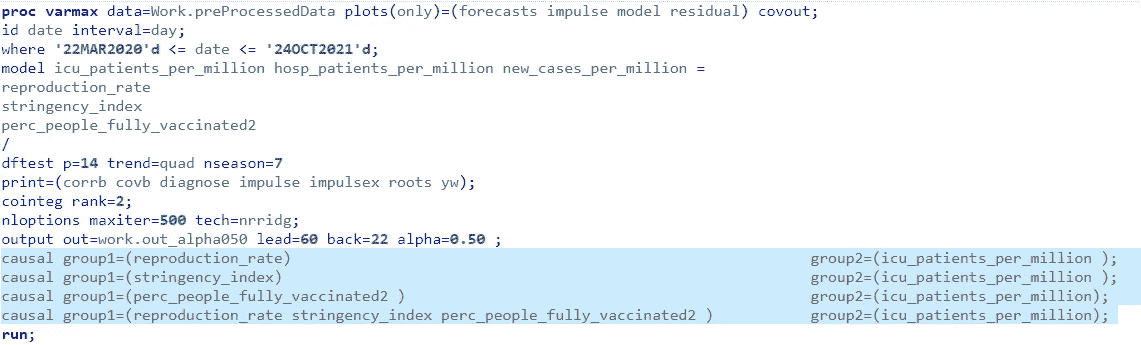 proc varmax data=Work.preProcessedData plots(only)=(forecasts impulse model residual) covout;
id date interval=day;
where '22MAR2020'd <= date <= '24OCT2021'd;
model icu_patients_per_million hosp_patients_per_million new_cases_per_million =
reproduction_rate
stringency_index
perc_people_fully_vaccinated2
/
dftest p=14 trend=quad nseason=7
print=(corrb covb diagnose impulse impulsex roots yw);
cointeg rank=2;
nloptions maxiter=500 tech=nrridg;
output out=work.out_alpha050 lead=60 back=22 alpha=0.50 ;
causal group1=(reproduction_rate) group2=(icu_patients_per_million );
causal group1=(stringency_index) group2=(icu_patients_per_million );
causal group1=(perc_people_fully_vaccinated2 ) group2=(icu_patients_per_million);
causal group1=(reproduction_rate stringency_index perc_people_fully_vaccinated2 ) group2=(icu_patients_per_million);
run;